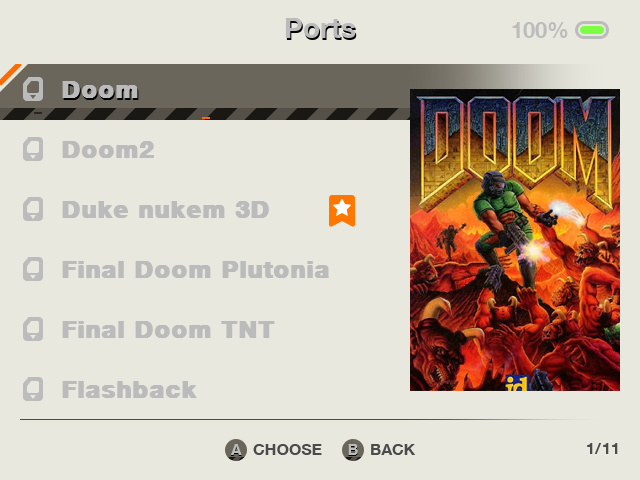 Ports
100%
Doom
Doom2
Duke nukem 3D
Final Doom Plutonia
Final Doom TNT
Flashback
DOOM
id
A CHOOSE B BACK
1/11